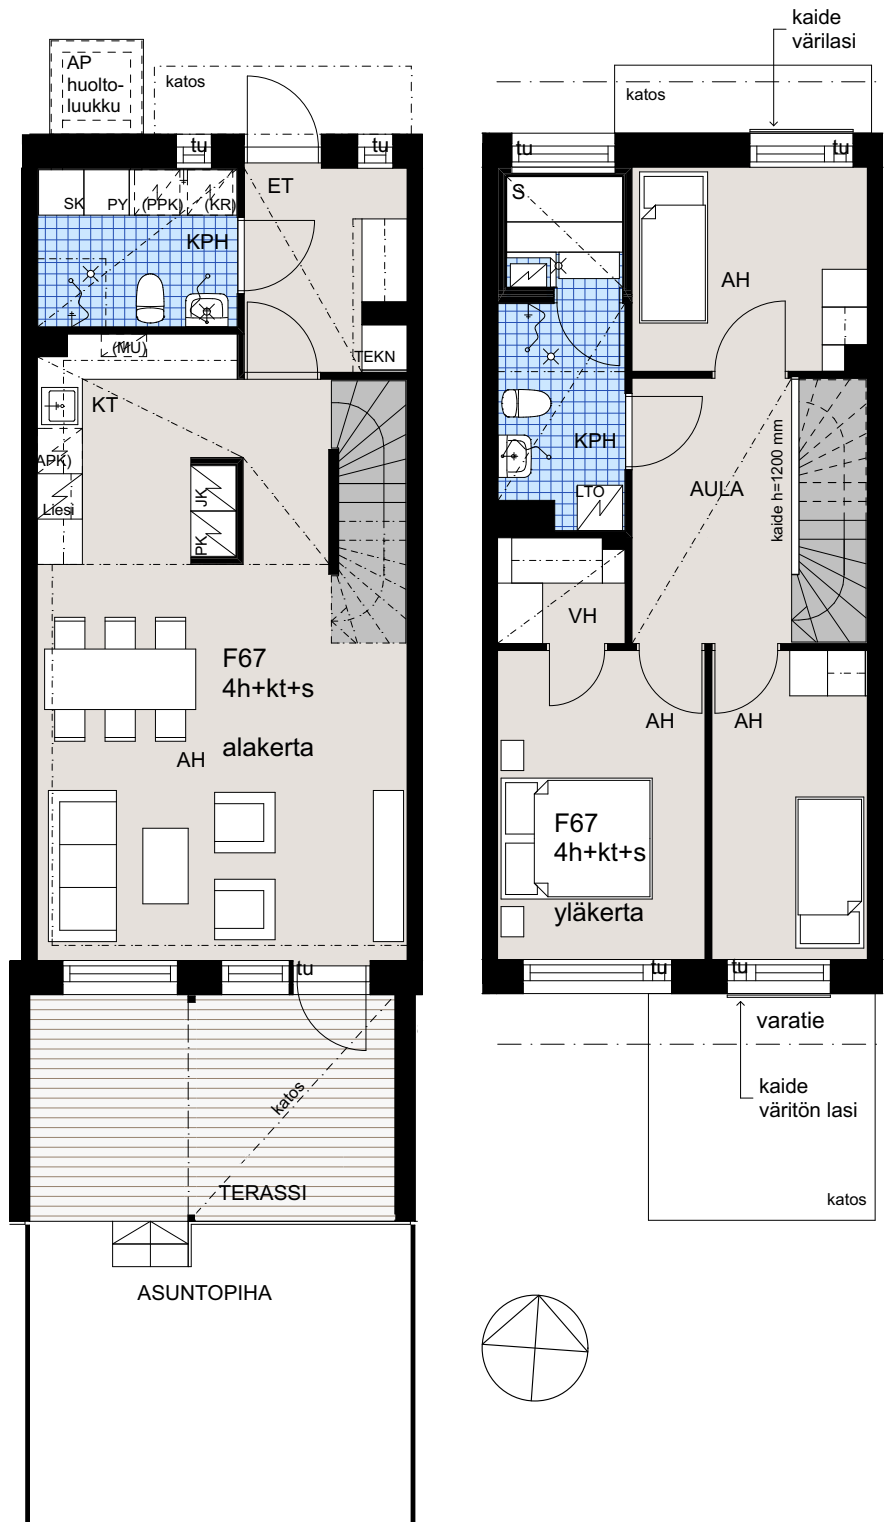 AP
huolto-
luukku
katos
tu
tu
ET
SK
PY
(PPK)
(KR)
KPH
(MU)
TEKN
KT
APK)
Liesi
JK
PK
F67
4h+kt+s
alakerta
AH
tu
katos
TERASSI
ASUNTOPIHA
kaide
värilasi
katos
tu
tu
S
AH
KPH
LTO
AULA
kaide h=1200 mm
VH
AH
AH
F67
4h+kt+s
yläkerta
tu
tu
varatie
kaide
väritön lasi
katos